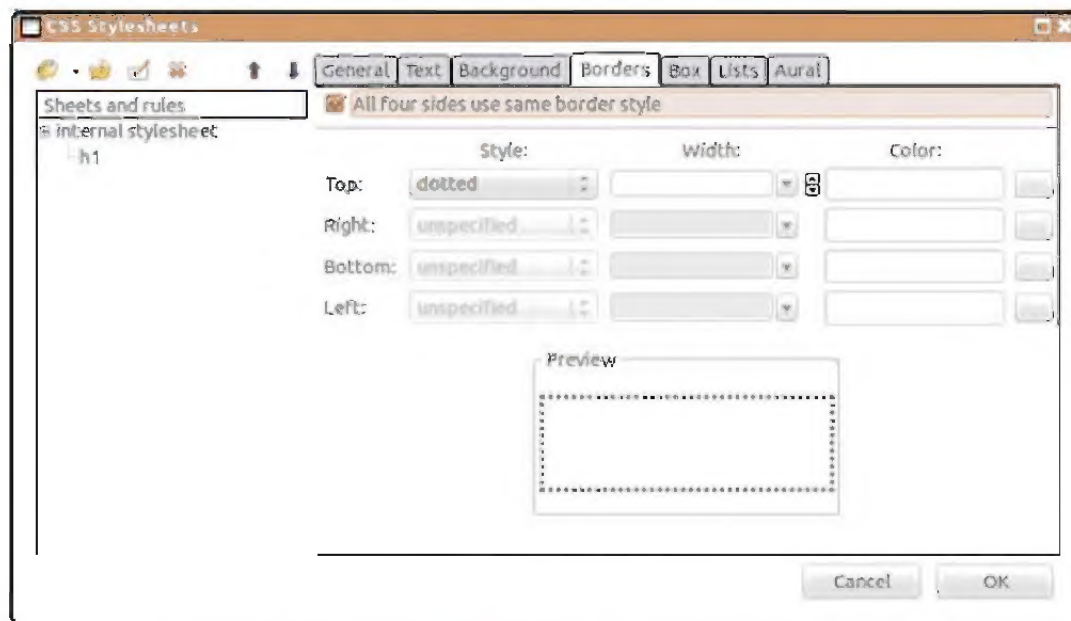 CSS Stylesheets
General Text Background Borders Box Lists Aural
Sheets and rules
All four sides use same border style
internal stylesheet
h1
Style: Width: Color:
Top: dotted
Right: unspecified
Bottom: unspecified
Left: unspecified
Preview
Cancel OK